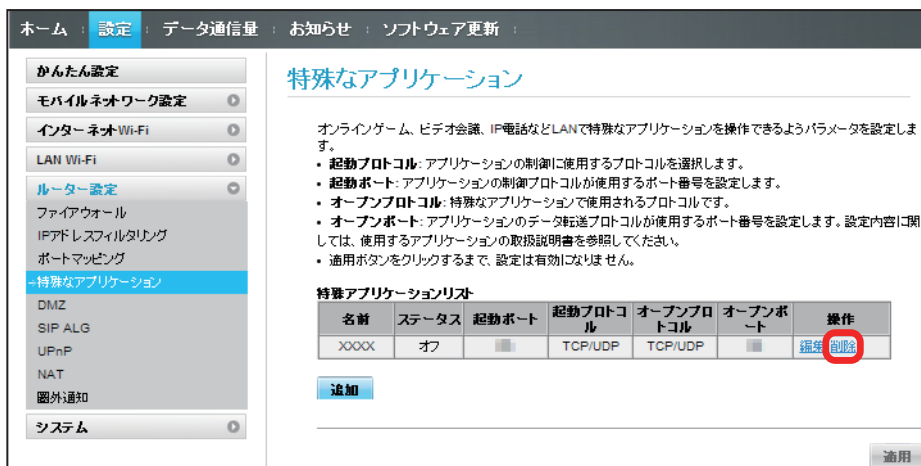 ホーム 設定 データ通信量 お知らせ ソフトウェア更新
かんたん設定
モバイルネットワーク設定
インターネットWi-Fi
LAN Wi-Fi
ルーター設定
ファイアウォール
IPアドレスフィルタリング
ポートマッピング
特殊なアプリケーション
DMZ
SIP ALG
UPnP
NAT
圏外通知
システム
特殊なアプリケーション
オンラインゲーム、ビデオ会議、IP電話などLANで特殊なアプリケーションを操作できるようパラメータを設定しま
す。
• 起動プロトコル: アプリケーションの制御に使用するプロトコルを選択します。
• 起動ポート: アプリケーションの制御プロトコルが使用するポート番号を設定します。
• オープンプロトコル: 特殊なアプリケーションで使用されるプロトコルです。
• オープンポート: アプリケーションのデータ転送プロトコルが使用するポート番号を設定します。設定内容に関
しては、使用するアプリケーションの取扱説明書を参照してください。
• 適用ボタンをクリックするまで、設定は有効になりません。
特殊アプリケーションリスト
名前 ステータス 起動ポート 起動プロトコル オープンプロトコル オープンポート 操作
XXXX オフ TCP/UDP TCP/UDP 編集 削除
追加
適用